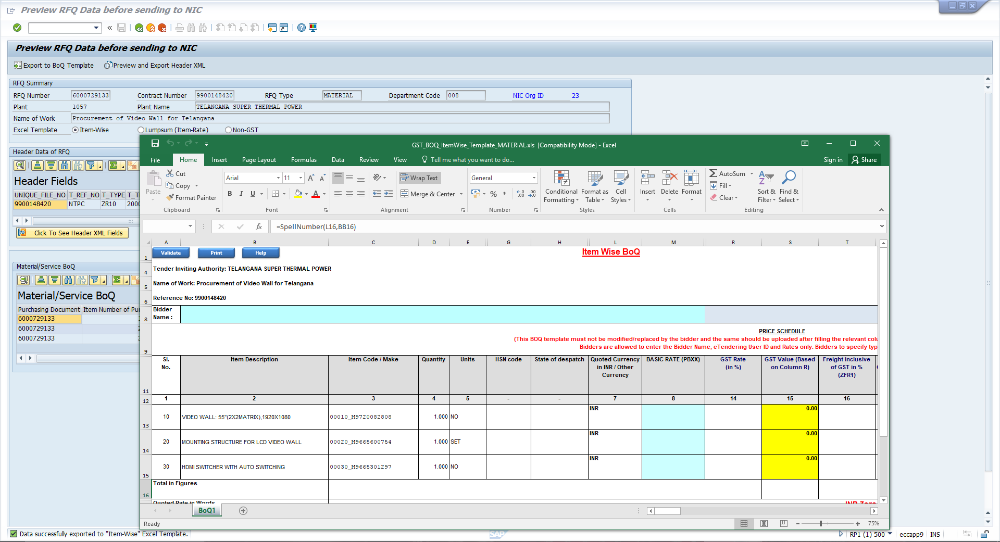 Preview RFQ Data before sending to NIC
Preview RFQ Data before sending to NIC
Export to BoQ Template Preview and Export Header XML
RFQ Summary
RFQ Number 6000729133 Contract Number 9900148420 RFQ Type MATERIAL Department Code 008 NIC Org ID 23
Plant 1057 Plant Name TELANGANA SUPER THERMAL POWER
Name of Work Procurement of Video Wall for Telangana
Excel Template Item-Wise Lumpsum (Item-Rate) Non-GST
Header Data of RFQ
Header Fields
UNIQUE_FILE_NO T_REF_NO T_TYPE T_T
9900148420 NTPC ZR10 200
Click To See Header XML Fields
Material/Service BoQ
Material/Service BoQ
Purchasing Document Item Number of Pu
6000729133
6000729133
6000729133
GST_BOQ_ItemWise_Template_MATERIAL.xls [Compatibility Mode] - Excel
File Home Insert Page Layout Formulas Data Review View Tell me what you want to do... Sign in Share
Paste Cut Copy Format Painter
Clipboard
Arial 11
B I U A
Font
Wrap Text
Merge & Center
Alignment
General
% ,
Number
Conditional Formatting Format as Table Cell Styles
Styles
Insert Delete Format
Cells
AutoSum Fill Clear Sort & Filter Find & Select
Editing
fx =SpellNumber(L16,BB16)
A B C D E G H L M R S T
1 Validate Print Help Item Wise BoQ
4 Tender Inviting Authority: TELANGANA SUPER THERMAL POWER
5 Name of Work: Procurement of Video Wall for Telangana
6 Reference No: 9900148420
8 Bidder Name :
PRICE SCHEDULE
(This BOQ template must not be modified/replaced by the bidder and the same should be uploaded after filling the relevant colu
9 Bidders are allowed to enter the Bidder Name, eTendering User ID and Rates only. Bidders to specify typ
11 Sl. No. Item Description Item Code / Make Quantity Units HSN code State of despatch Quoted Currency in INR / Other Currency BASIC RATE (PBXX) GST Rate (in %) GST Value (Based on Column R) Freight inclusive of GST in % (ZFR1)
12 1 2 3 4 5 - - 7 8 14 15 16
13 10 VIDEO WALL: 55"(2X2MATRIX),1920X1080 00010_M9720082808 1.000 NO INR 0.00
14 20 MOUNTING STRUCTURE FOR LCD VIDEO WALL 00020_M9665600754 1.000 SET INR 0.00
15 30 HDMI SWITCHER WITH AUTO SWITCHING 00030_M9665301297 1.000 NO INR 0.00
16 Total in Figures
Quoted Rate in Words INR Zero
BoQ1
Ready 75%
Data successfully exported to "Item-Wise" Excel Template. SAP RP1 (1) 500 eccapp9 INS